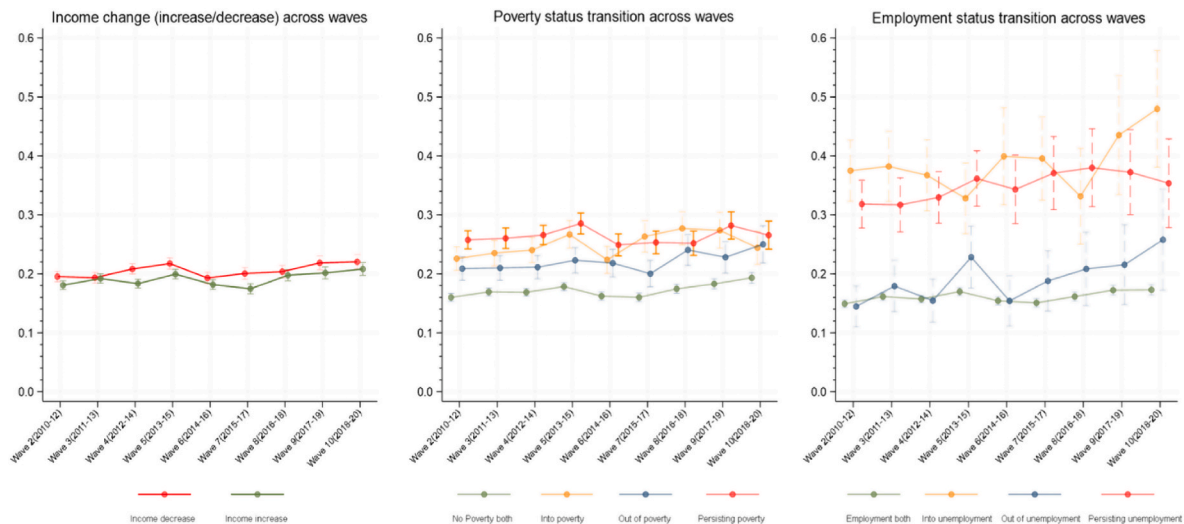 Income change (increase/decrease) across waves
0.6
0.5
0.4
0.3
0.2
0.1
0.0
Wave 2(2010-12)
Wave 3(2011-13)
Wave 4(2012-14)
Wave 5(2013-15)
Wave 6(2014-16)
Wave 7(2015-17)
Wave 8(2016-18)
Wave 9(2017-19)
Wave 10(2018-20)
Income decrease
Income increase
Poverty status transition across waves
0.6
0.5
0.4
0.3
0.2
0.1
0.0
Wave 2(2010-12)
Wave 3(2011-13)
Wave 4(2012-14)
Wave 5(2013-15)
Wave 6(2014-16)
Wave 7(2015-17)
Wave 8(2016-18)
Wave 9(2017-19)
Wave 10(2018-20)
No Poverty both
Into poverty
Out of poverty
Persisting poverty
Employment status transition across waves
0.6
0.5
0.4
0.3
0.2
0.1
0.0
Wave 2(2010-12)
Wave 3(2011-13)
Wave 4(2012-14)
Wave 5(2013-15)
Wave 6(2014-16)
Wave 7(2015-17)
Wave 8(2016-18)
Wave 9(2017-19)
Wave 10(2018-20)
Employment both
Into unemployment
Out of unemployment
Persisting unemployment